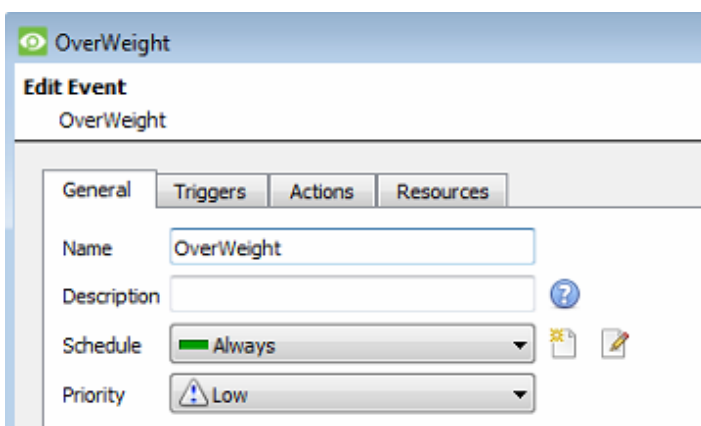 OverWeight
Edit Event
OverWeight
General Triggers Actions Resources
Name OverWeight
Description
Schedule Always
Priority Low